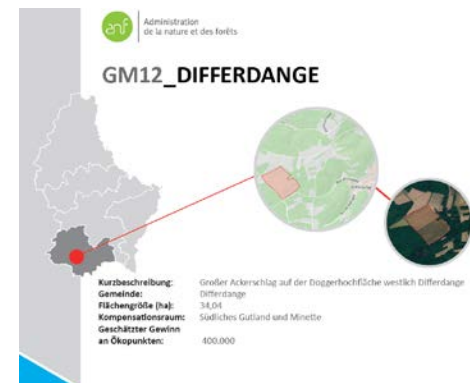 anf
Administration
de la nature et des forêts
GM12_DIFFERDANGE
Kurzbeschreibung: Großer Ackerschlag auf der Doggerhochfläche westlich Differdange
Gemeinde: Differdange
Flächengröße (ha): 34,04
Kompensationsraum: Südliches Gutland und Minette
Geschätzter Gewinn
an Ökopunkten: 400.000